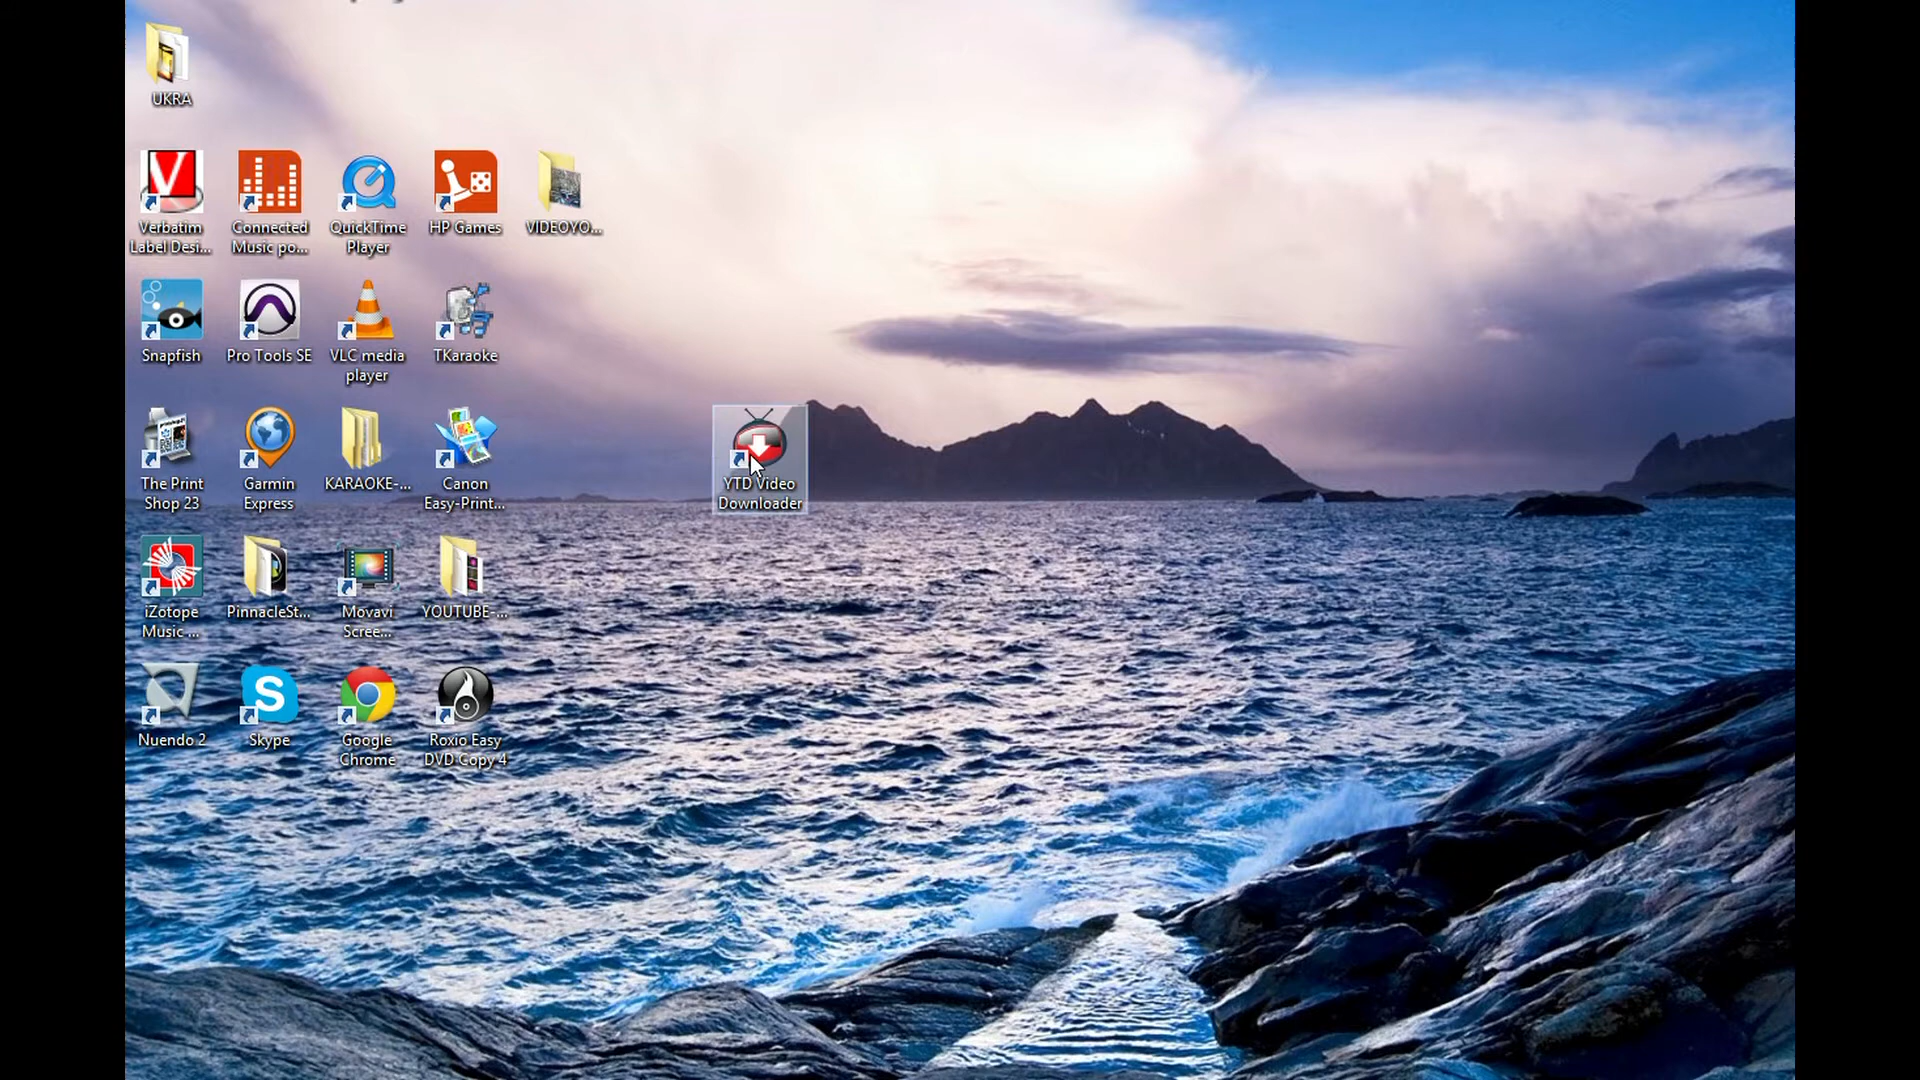 UKRA
Verbatim
Label Desi...
Connected
Music po...
QuickTime
Player
HP Games
VIDEOYO...
Snapfish
Pro Tools SE
VLC media
player
TKaraoke
The Print
Shop 23
Garmin
Express
KARAOKE-...
Canon
Easy-Print...
YTD Video
Downloader
iZotope
Music ...
PinnacleSt...
Movavi
Scree...
YOUTUBE-...
Nuendo 2
Skype
Google
Chrome
Roxio Easy
DVD Copy 4